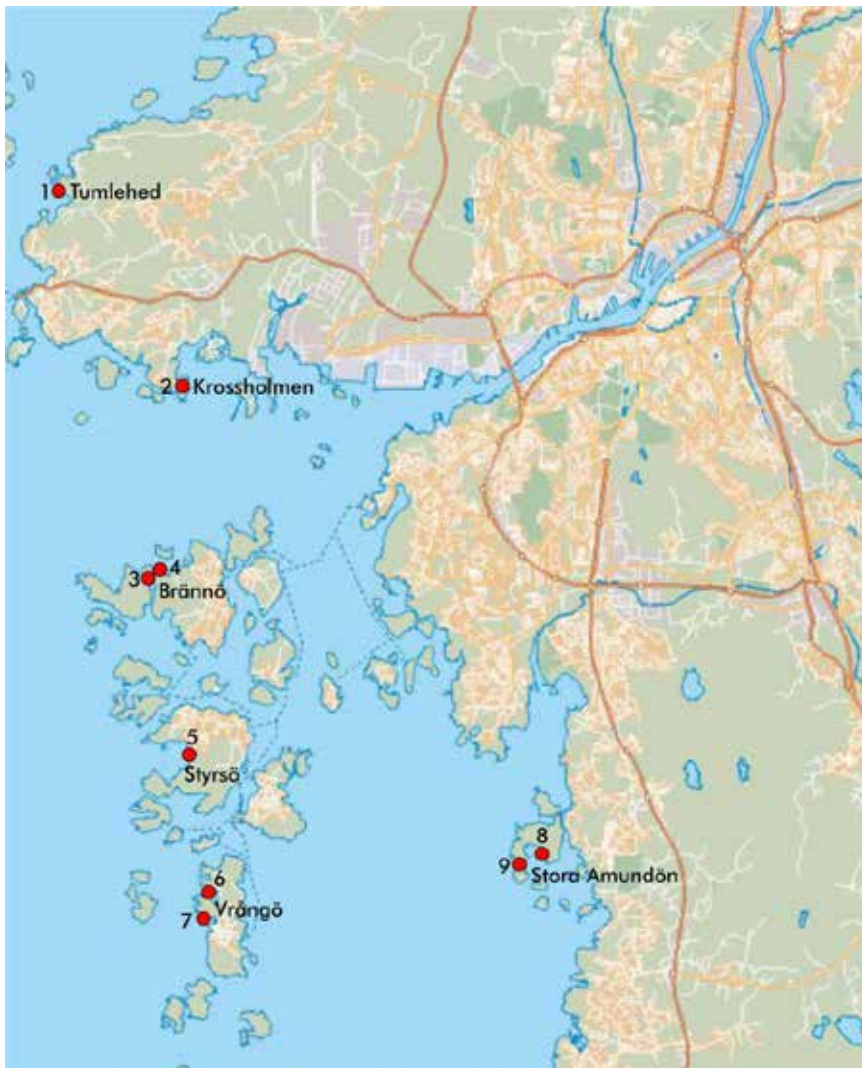 1 Tumlehed
2 Krossholmen
3 4
Brännö
5
Styrsö
6
Vrångö
7
8
9 Stora Amundön